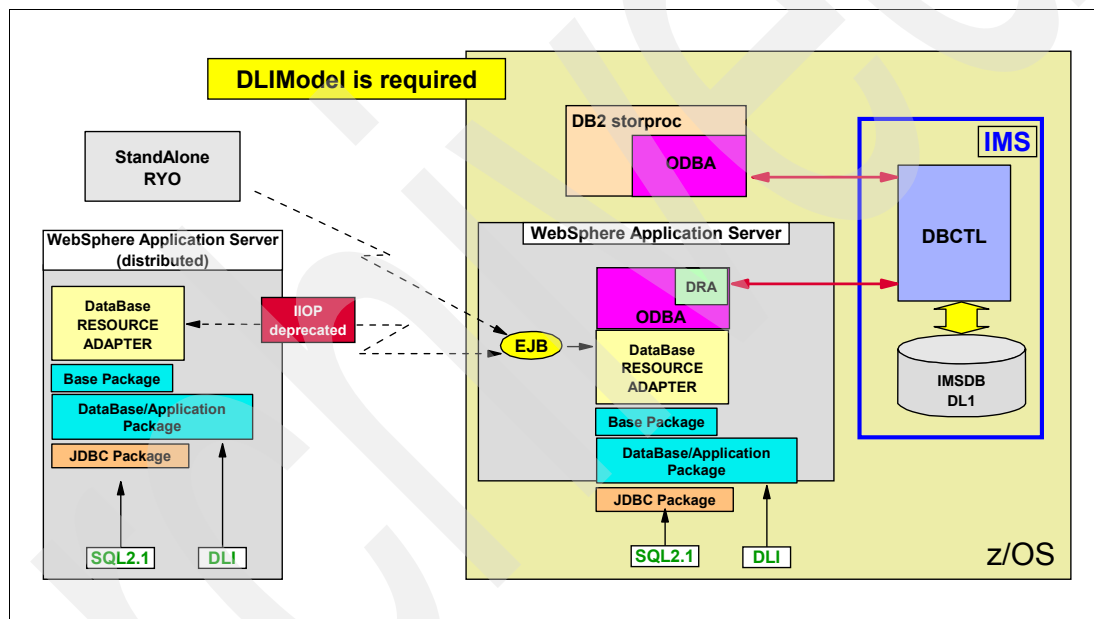 DLIModel is required
StandAlone
RYO
WebSphere Application Server
(distributed)
DataBase
RESOURCE
ADAPTER
IIOP
deprecated
Base Package
DataBase/Application
Package
JDBC Package
SQL2.1
DLI
DB2 storproc
ODBA
IMS
DBCTL
IMSDB
DL1
WebSphere Application Server
DRA
ODBA
EJB
DataBase
RESOURCE
ADAPTER
Base Package
DataBase/Application
Package
JDBC Package
SQL2.1
DLI
z/OS